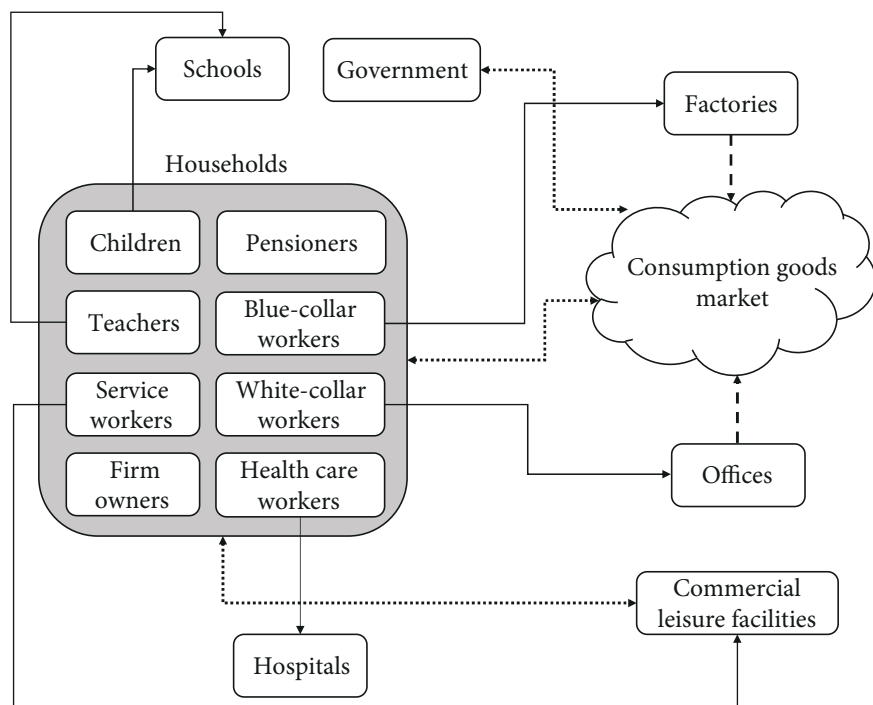 Schools
Government
Factories
Households
Children
Pensioners
Consumption goods
market
Teachers
Blue-collar
workers
Service
workers
White-collar
workers
Firm
owners
Health care
workers
Offices
Commercial
leisure facilities
Hospitals